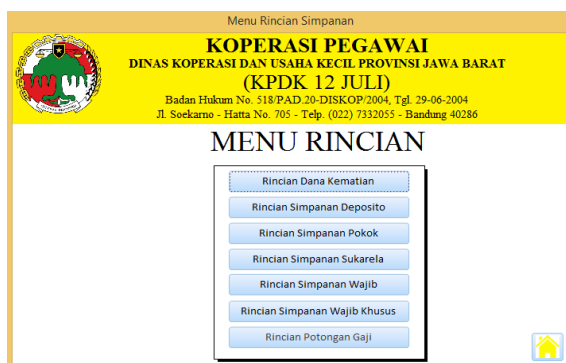 Menu Rincian Simpanan
KOPERASI PEGAWAI
DINAS KOPERASI DAN USAHA KECIL PROVINSI JAWA BARAT
(KPDK 12 JULI)
Badan Hukum No. 518/PAD.20-DISKOP/2004, Tgl. 29-06-2004
Jl. Soekarno - Hatta No. 705 - Telp. (022) 7332055 - Bandung 40286
MENU RINCIAN
Rincian Dana Kematian
Rincian Simpanan Deposito
Rincian Simpanan Pokok
Rincian Simpanan Sukarela
Rincian Simpanan Wajib
Rincian Simpanan Wajib Khusus
Rincian Potongan Gaji